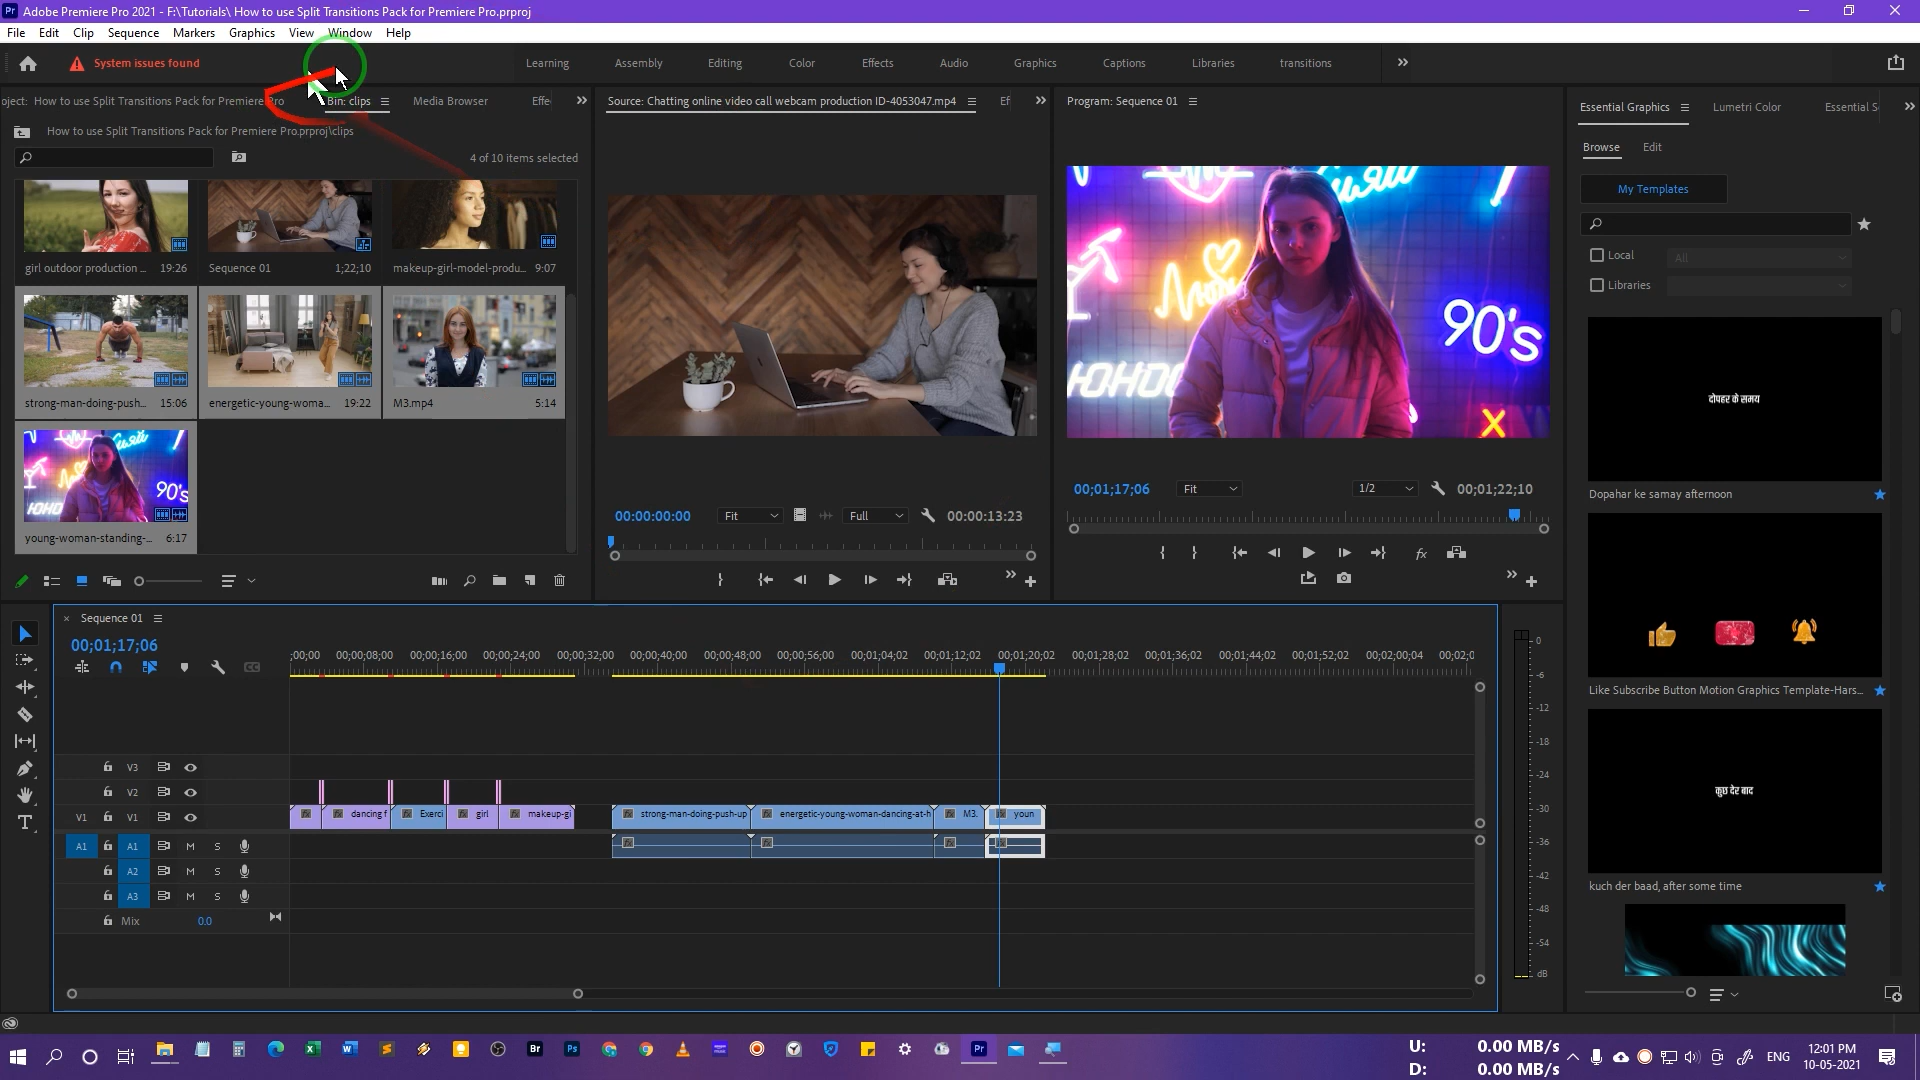 Adobe Premiere Pro 2021 - F:\Tutorials\ How to use Split Transitions Pack for Premiere Pro.prproj
File Edit Clip Sequence Markers Graphics View Window Help
System issues found
Learning Assembly Editing Color Effects Audio Graphics Captions Libraries transitions
oject: How to use Split Transitions Pack for Premiere Pro
Bin: clips
Media Browser
Effe
How to use Split Transitions Pack for Premiere Pro.prproj\clips
4 of 10 items selected
girl outdoor production ... 19:26
Sequence 01 1;22;10
makeup-girl-model-produ... 9:07
strong-man-doing-push... 15:06
energetic-young-woma... 19:22
M3.mp4 5:14
young-woman-standing-... 6:17
Source: Chatting online video call webcam production ID-4053047.mp4
Ef
00:00:00:00
Fit
Full
00:00:13:23
Program: Sequence 01
90's
00;01;17;06
Fit
1/2
00;01;22;10
Essential Graphics
Lumetri Color
Essential S
Browse
Edit
My Templates
Local
All
Libraries
दोपहर के समय
Dopahar ke samay afternoon
Like Subscribe Button Motion Graphics Template-Hars...
कुछ देर बाद
kuch der baad, after some time
Sequence 01
00;01;17;06
;00;00 00;00;08;00 00;00;16;00 00;00;24;00 00;00;32;00 00;00;40;00 00;00;48;00 00;00;56;00 00;01;04;02 00;01;12;02 00;01;20;02 00;01;28;02 00;01;36;02 00;01;44;02 00;01;52;02 00;02;00;04 00;02;0
V3
V2
V1 V1
dancing f
Exerci
girl
makeup-gi
strong-man-doing-push-up
energetic-young-woman-dancing-at-h
M3.
youn
A1 A1 M S
A2 M S
A3 M S
Mix 0.0
0
-6
-12
-18
-24
-30
-36
-42
-48
-54
dB
U: 0.00 MB/s
D: 0.00 MB/s
ENG
12:01 PM
10-05-2021